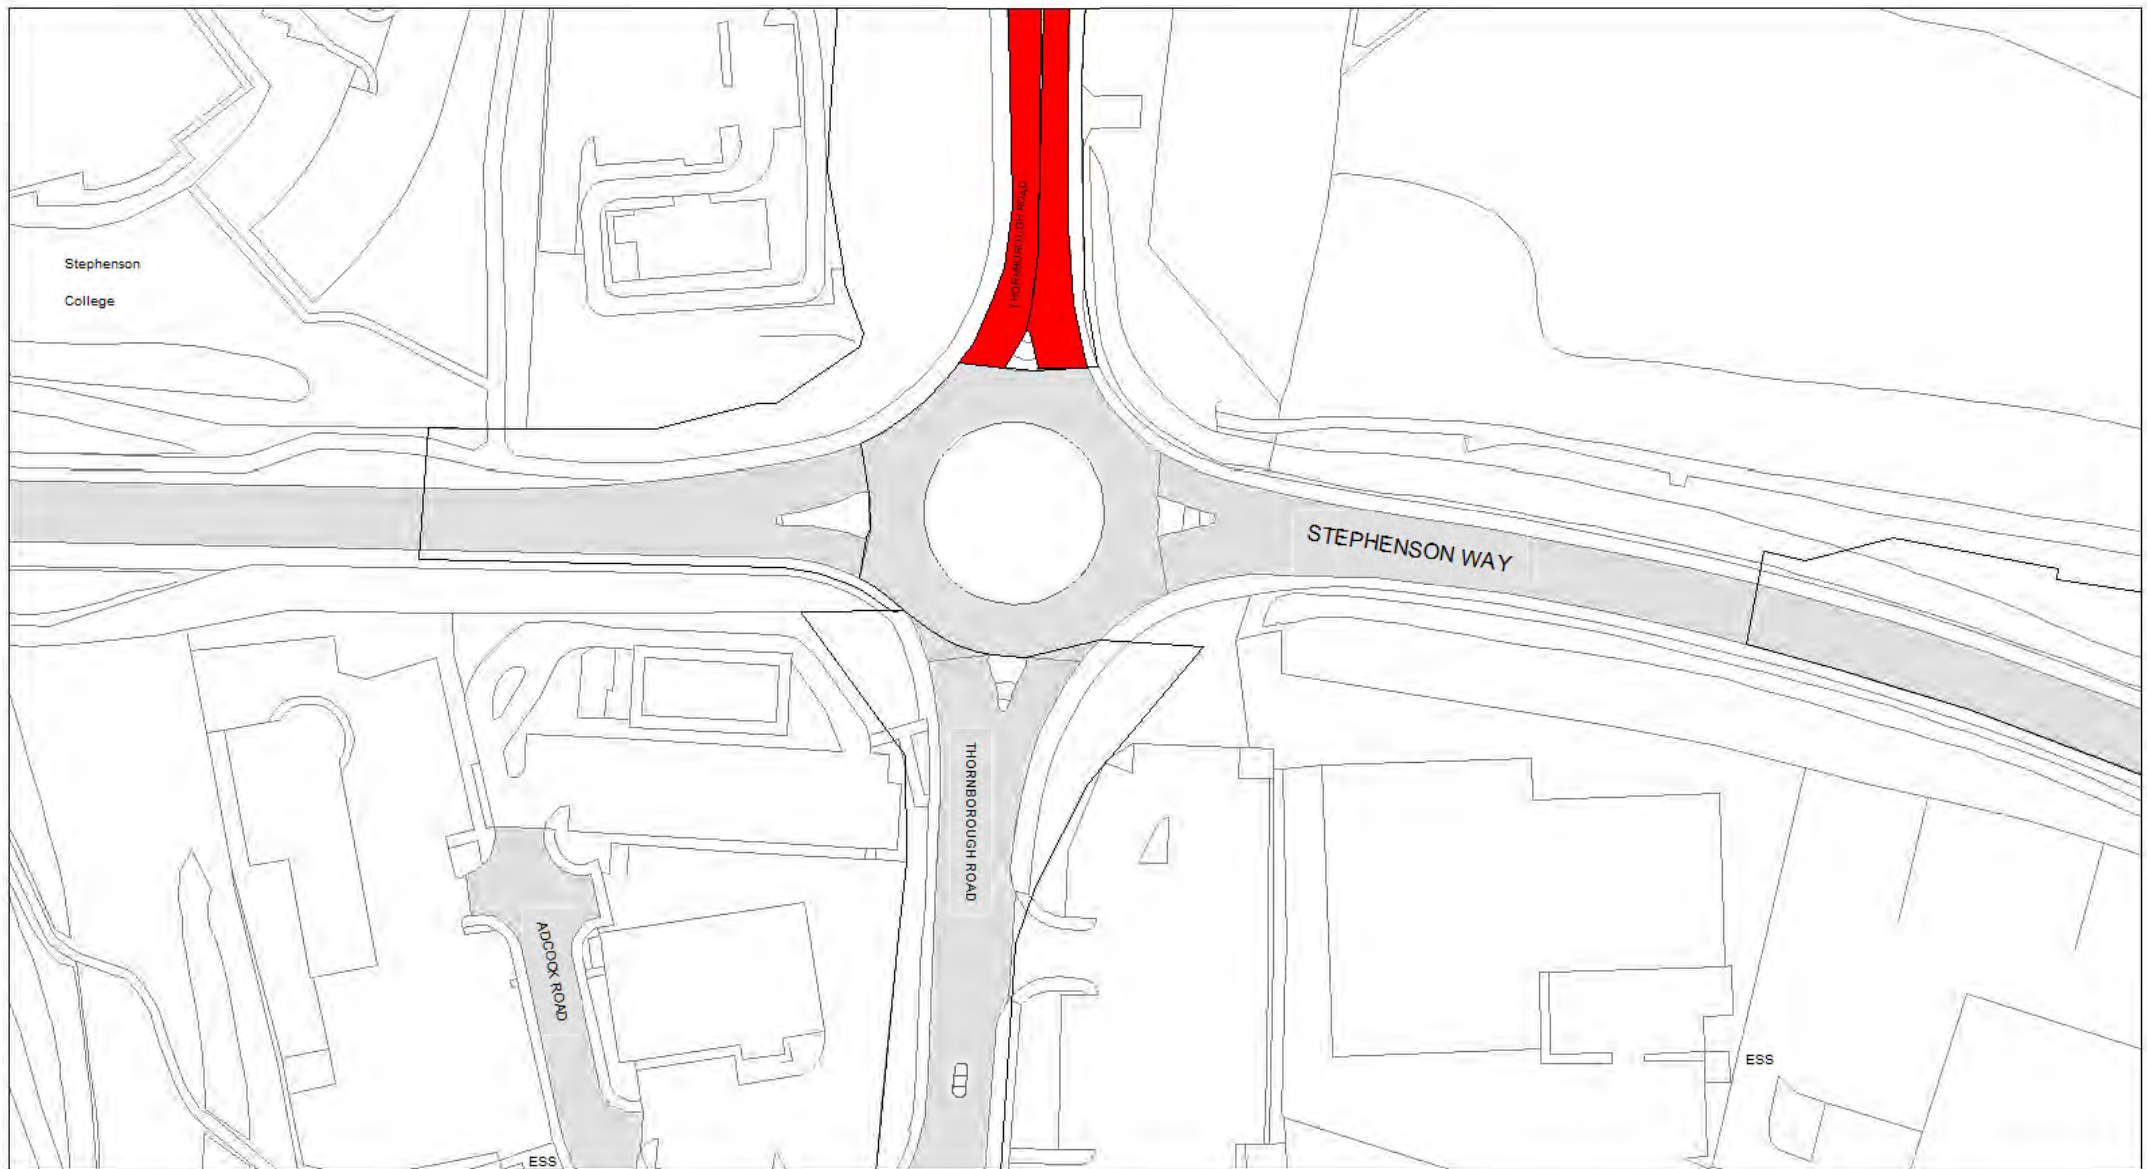 THORNBOROUGH ROAD
Stephenson
College
STEPHENSON WAY
THORNBOROUGH ROAD
ADCOCK ROAD
ESS
ESS